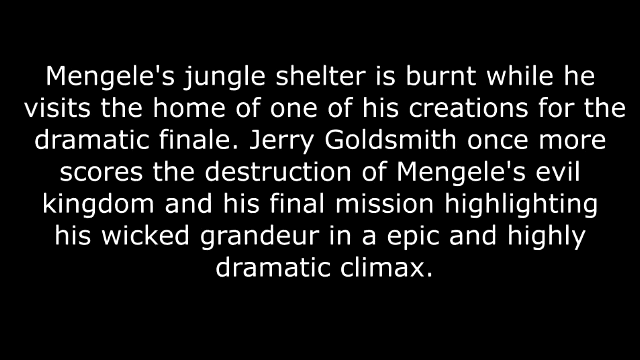 Mengele's jungle shelter is burnt while he
visits the home of one of his creations for the
dramatic finale. Jerry Goldsmith once more
scores the destruction of Mengele's evil
kingdom and his final mission highlighting
his wicked grandeur in a epic and highly
dramatic climax.